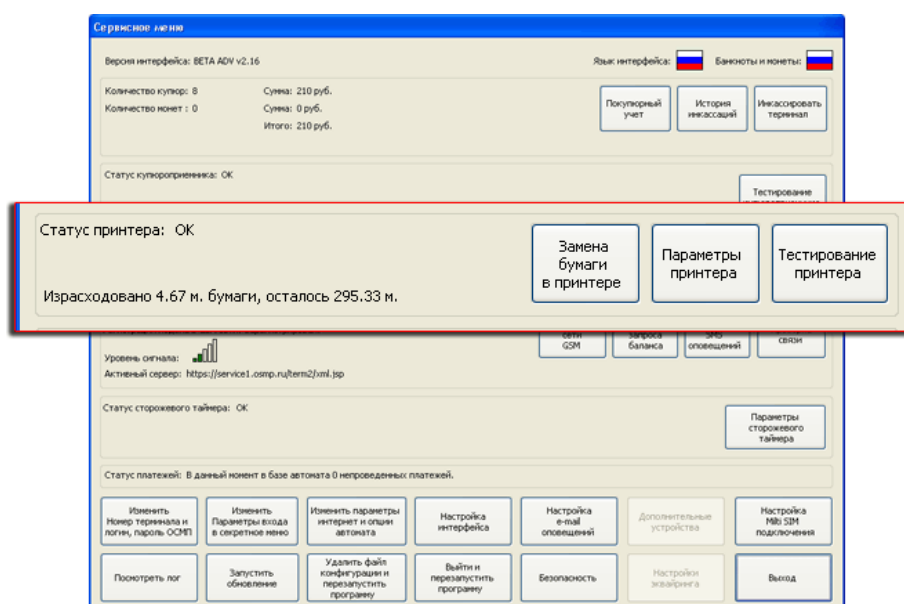 Сервисное меню
Версия интерфейса: BETA ADV v2.16
Язык интерфейса:
Банкноты и монеты:
Количество купюр: 8
Сумма: 210 руб.
Количество монет : 0
Сумма: 0 руб.
Итого: 210 руб.
Покупюрный
учет
История
инкассаций
Инкассировать
терминал
Статус купюроприемника: OK
Тестирование
Статус принтера: OK
Замена
бумаги
в принтере
Параметры
принтера
Тестирование
принтера
Израсходовано 4.67 м. бумаги, осталось 295.33 м.
сети
GSM
запроса
баланса
SMS
оповещений
связи
Уровень сигнала:
Активный сервер: https://service1.osmp.ru/term2/xml.jsp
Статус сторожевого таймера: OK
Параметры
сторожевого
таймера
Статус платежей: В данный момент в базе автомата 0 непроведенных платежей.
Изменить
Номер терминала и
логин, пароль ОСМП
Изменить
Параметры входа
в секретное меню
Изменить параметры
интернет и опции
автомата
Настройка
интерфейса
Настройка
e-mail
оповещений
Дополнительные
устройства
Настройка
Milti SIM
подключения
Посмотреть лог
Запустить
обновление
Удалить файл
конфигурации и
перезапустить
программу
Выйти и
перезапустить
программу
Безопасность
Настройки
эквайринга
Выход